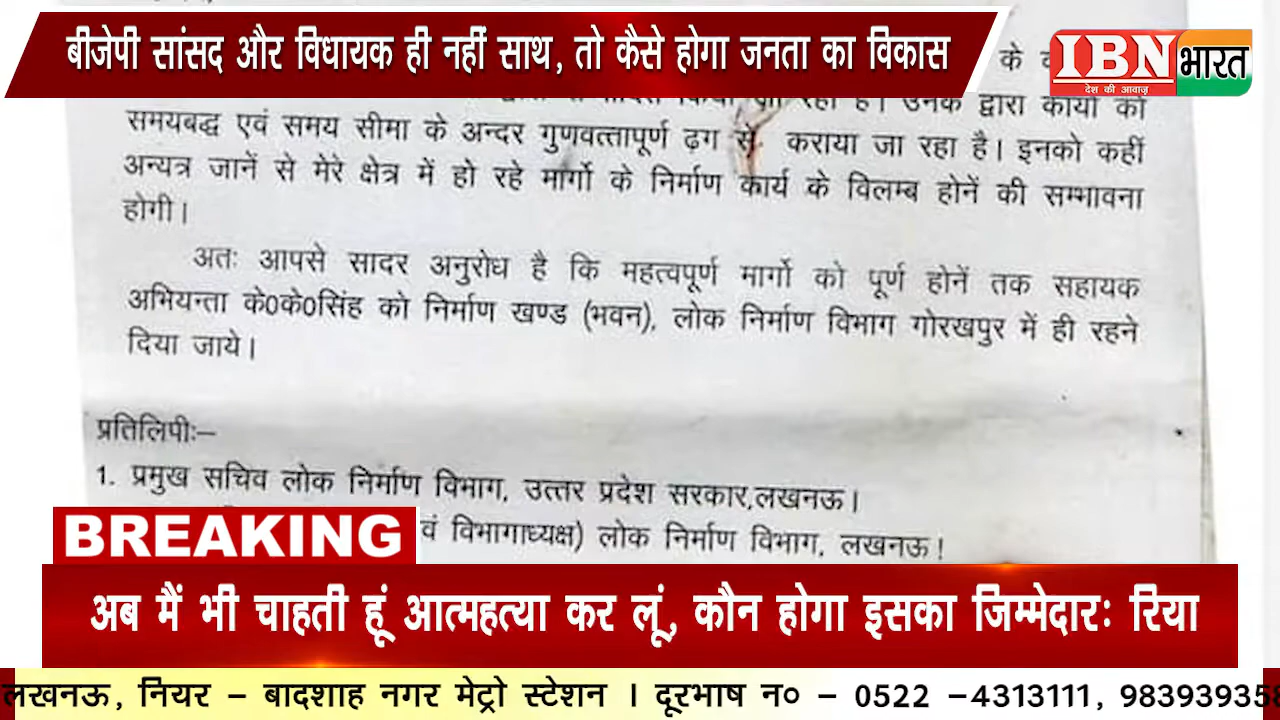 बीजेपी सांसद और विधायक ही नहीं साथ, तो कैसे होगा जनता का विकास
IBN
भारत
देश की आवाज़
के
रहा है। उनके द्वारा कार्यो को
समयबद्ध एवं समय सीमा के अन्दर गुणवत्तापूर्ण ढ़ग से कराया जा रहा है। इनको कहीं
अन्यत्र जानें से मेरे क्षेत्र में हो रहे मार्गो के निर्माण कार्य के विलम्ब होनें की सम्भावना
होगी।
अतः आपसे सादर अनुरोध है कि महत्वपूर्ण मार्गो को पूर्ण होनें तक सहायक
अभियन्ता के0के0सिंह को निर्माण खण्ड (भवन), लोक निर्माण विभाग गोरखपुर में ही रहने
दिया जाये।
प्रतिलिपीः–
1. प्रमुख सचिव लोक निर्माण विभाग, उत्तर प्रदेश सरकार,लखनऊ।
वं विभागाध्यक्ष) लोक निर्माण विभाग, लखनऊ!
BREAKING
अब मैं भी चाहती हूं आत्महत्या कर लूं, कौन होगा इसका जिम्मेदारः रिया
लखनऊ, नियर – बादशाह नगर मेट्रो स्टेशन । दूरभाष न० – 0522 –4313111, 983939358